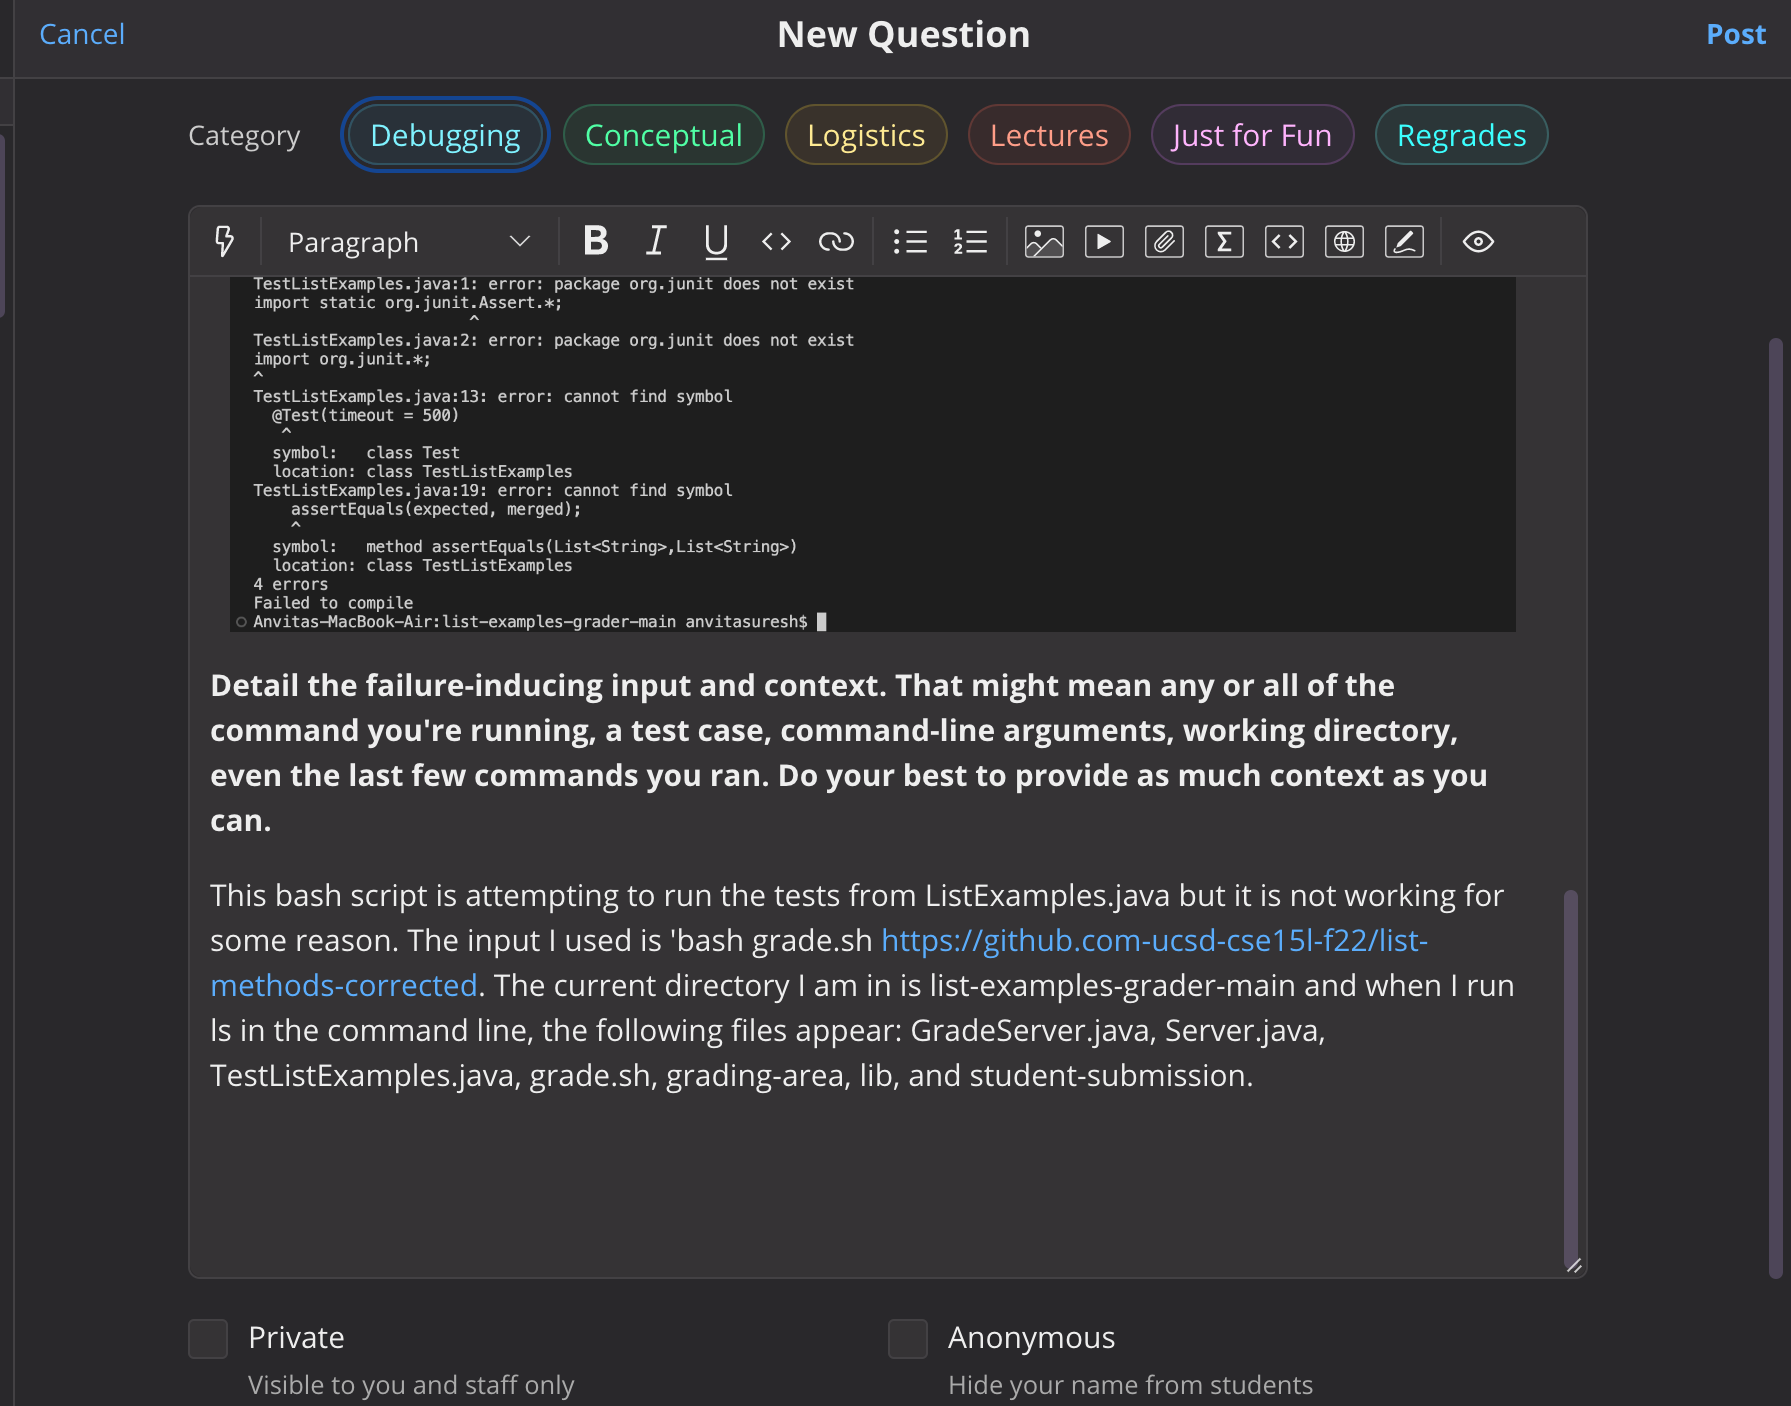 Cancel
New Question
Post
Category
Debugging
Conceptual
Logistics
Lectures
Just for Fun
Regrades
Paragraph
B I U
TestListExamples.java:1: error: package org.junit does not exist
import static org.junit.Assert.*;
^
TestListExamples.java:2: error: package org.junit does not exist
import org.junit.*;
^
TestListExamples.java:13: error: cannot find symbol
@Test(timeout = 500)
^
symbol:   class Test
location: class TestListExamples
TestListExamples.java:19: error: cannot find symbol
assertEquals(expected, merged);
^
symbol:   method assertEquals(List<String>,List<String>)
location: class TestListExamples
4 errors
Failed to compile
Anvitas-MacBook-Air:list-examples-grader-main anvitasuresh$
Detail the failure-inducing input and context. That might mean any or all of the
command you're running, a test case, command-line arguments, working directory,
even the last few commands you ran. Do your best to provide as much context as you
can.
This bash script is attempting to run the tests from ListExamples.java but it is not working for
some reason. The input I used is 'bash grade.sh https://github.com-ucsd-cse15l-f22/list-
methods-corrected. The current directory I am in is list-examples-grader-main and when I run
ls in the command line, the following files appear: GradeServer.java, Server.java,
TestListExamples.java, grade.sh, grading-area, lib, and student-submission.
Private
Visible to you and staff only
Anonymous
Hide your name from students